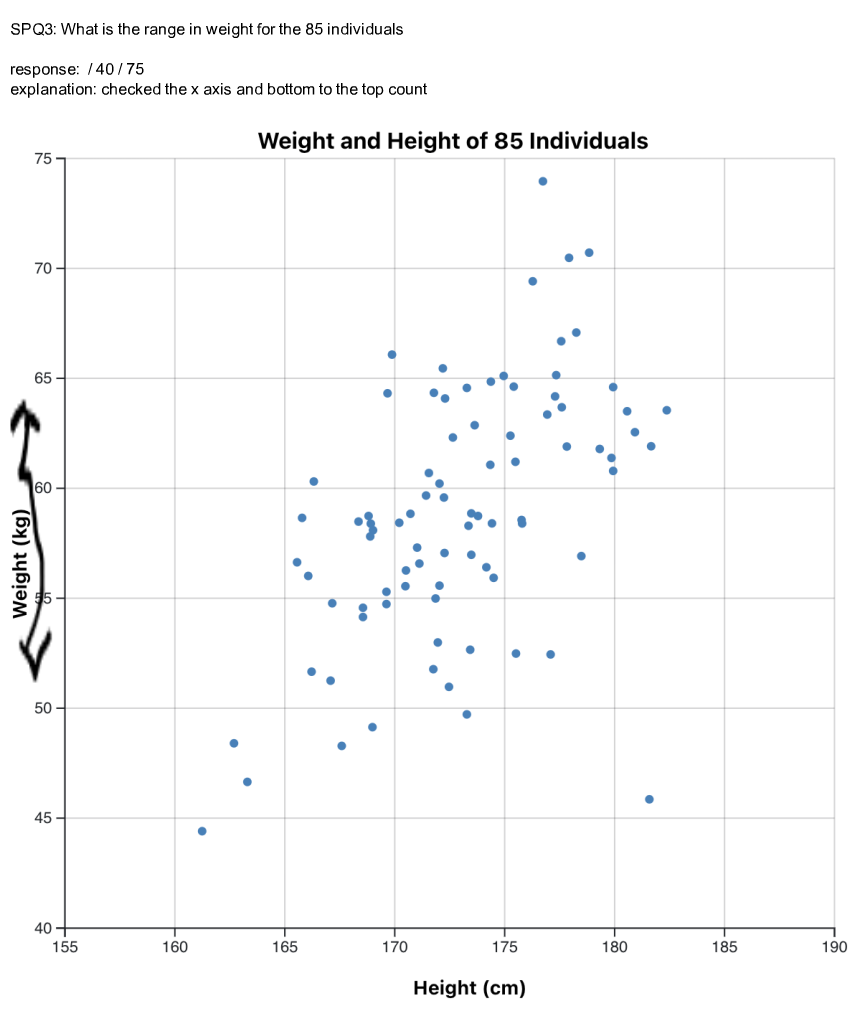 SPQ3: What is the range in weight for the 85 individuals
response:  / 40 / 75
explanation: checked the x axis and bottom to the top count
Weight and Height of 85 Individuals
75
70
65
60
55
50
45
40
Weight (kg)
155 160 165 170 175 180 185 190
Height (cm)